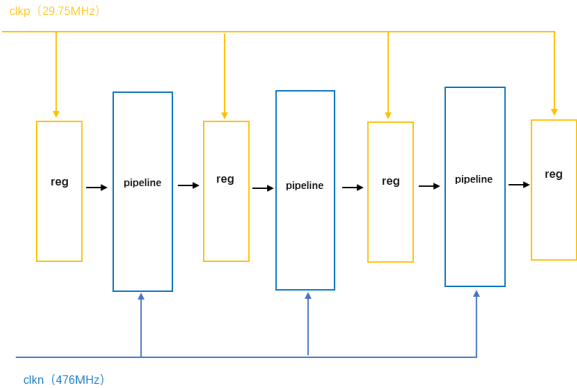 clkp（29.75MHz）
reg
pipeline
reg
pipeline
reg
pipeline
reg
clkn（476MHz）